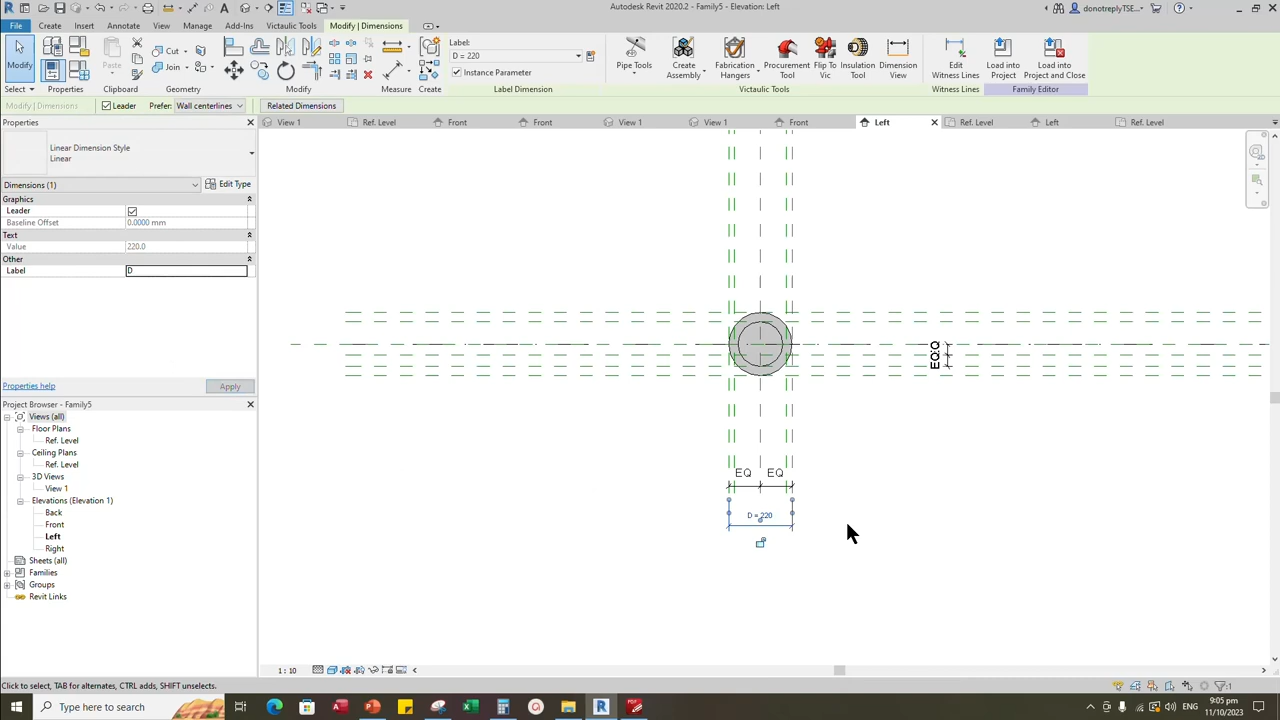 Autodesk Revit 2020.2 - Family5 - Elevation: Left
donotreplyTSE...
File
Create
Insert
Annotate
View
Manage
Add-Ins
Victaulic Tools
Modify | Dimensions
Modify
Paste
Cut
Join
Label:
D = 220
Instance Parameter
Pipe Tools
Create
Assembly
Fabrication
Hangers
Procurement
Tool
Flip To
Vic
Insulation
Tool
Dimension
View
Edit
Witness Lines
Load into
Project
Load into
Project and Close
Select
Properties
Clipboard
Geometry
Modify
Measure
Create
Label Dimension
Victaulic Tools
Witness Lines
Family Editor
Modify | Dimensions
Leader
Prefer:
Wall centerlines
Related Dimensions
Properties
View 1
Ref. Level
Front
Front
View 1
View 1
Front
Left
Ref. Level
Left
Ref. Level
Linear Dimension Style
Linear
Dimensions (1)
Edit Type
Graphics
Leader
Baseline Offset
0.0000 mm
Text
Value
220.0
Other
Label
D
Properties help
Apply
Project Browser - Family5
Views (all)
Floor Plans
Ref. Level
Ceiling Plans
Ref. Level
3D Views
View 1
Elevations (Elevation 1)
Back
Front
Left
Right
Sheets (all)
Families
Groups
Revit Links
EQ
EQ
EQ
EQ
D = 220
1 : 10
Click to select, TAB for alternates, CTRL adds, SHIFT unselects.
:1
Type here to search
9:05 pm
11/10/2023